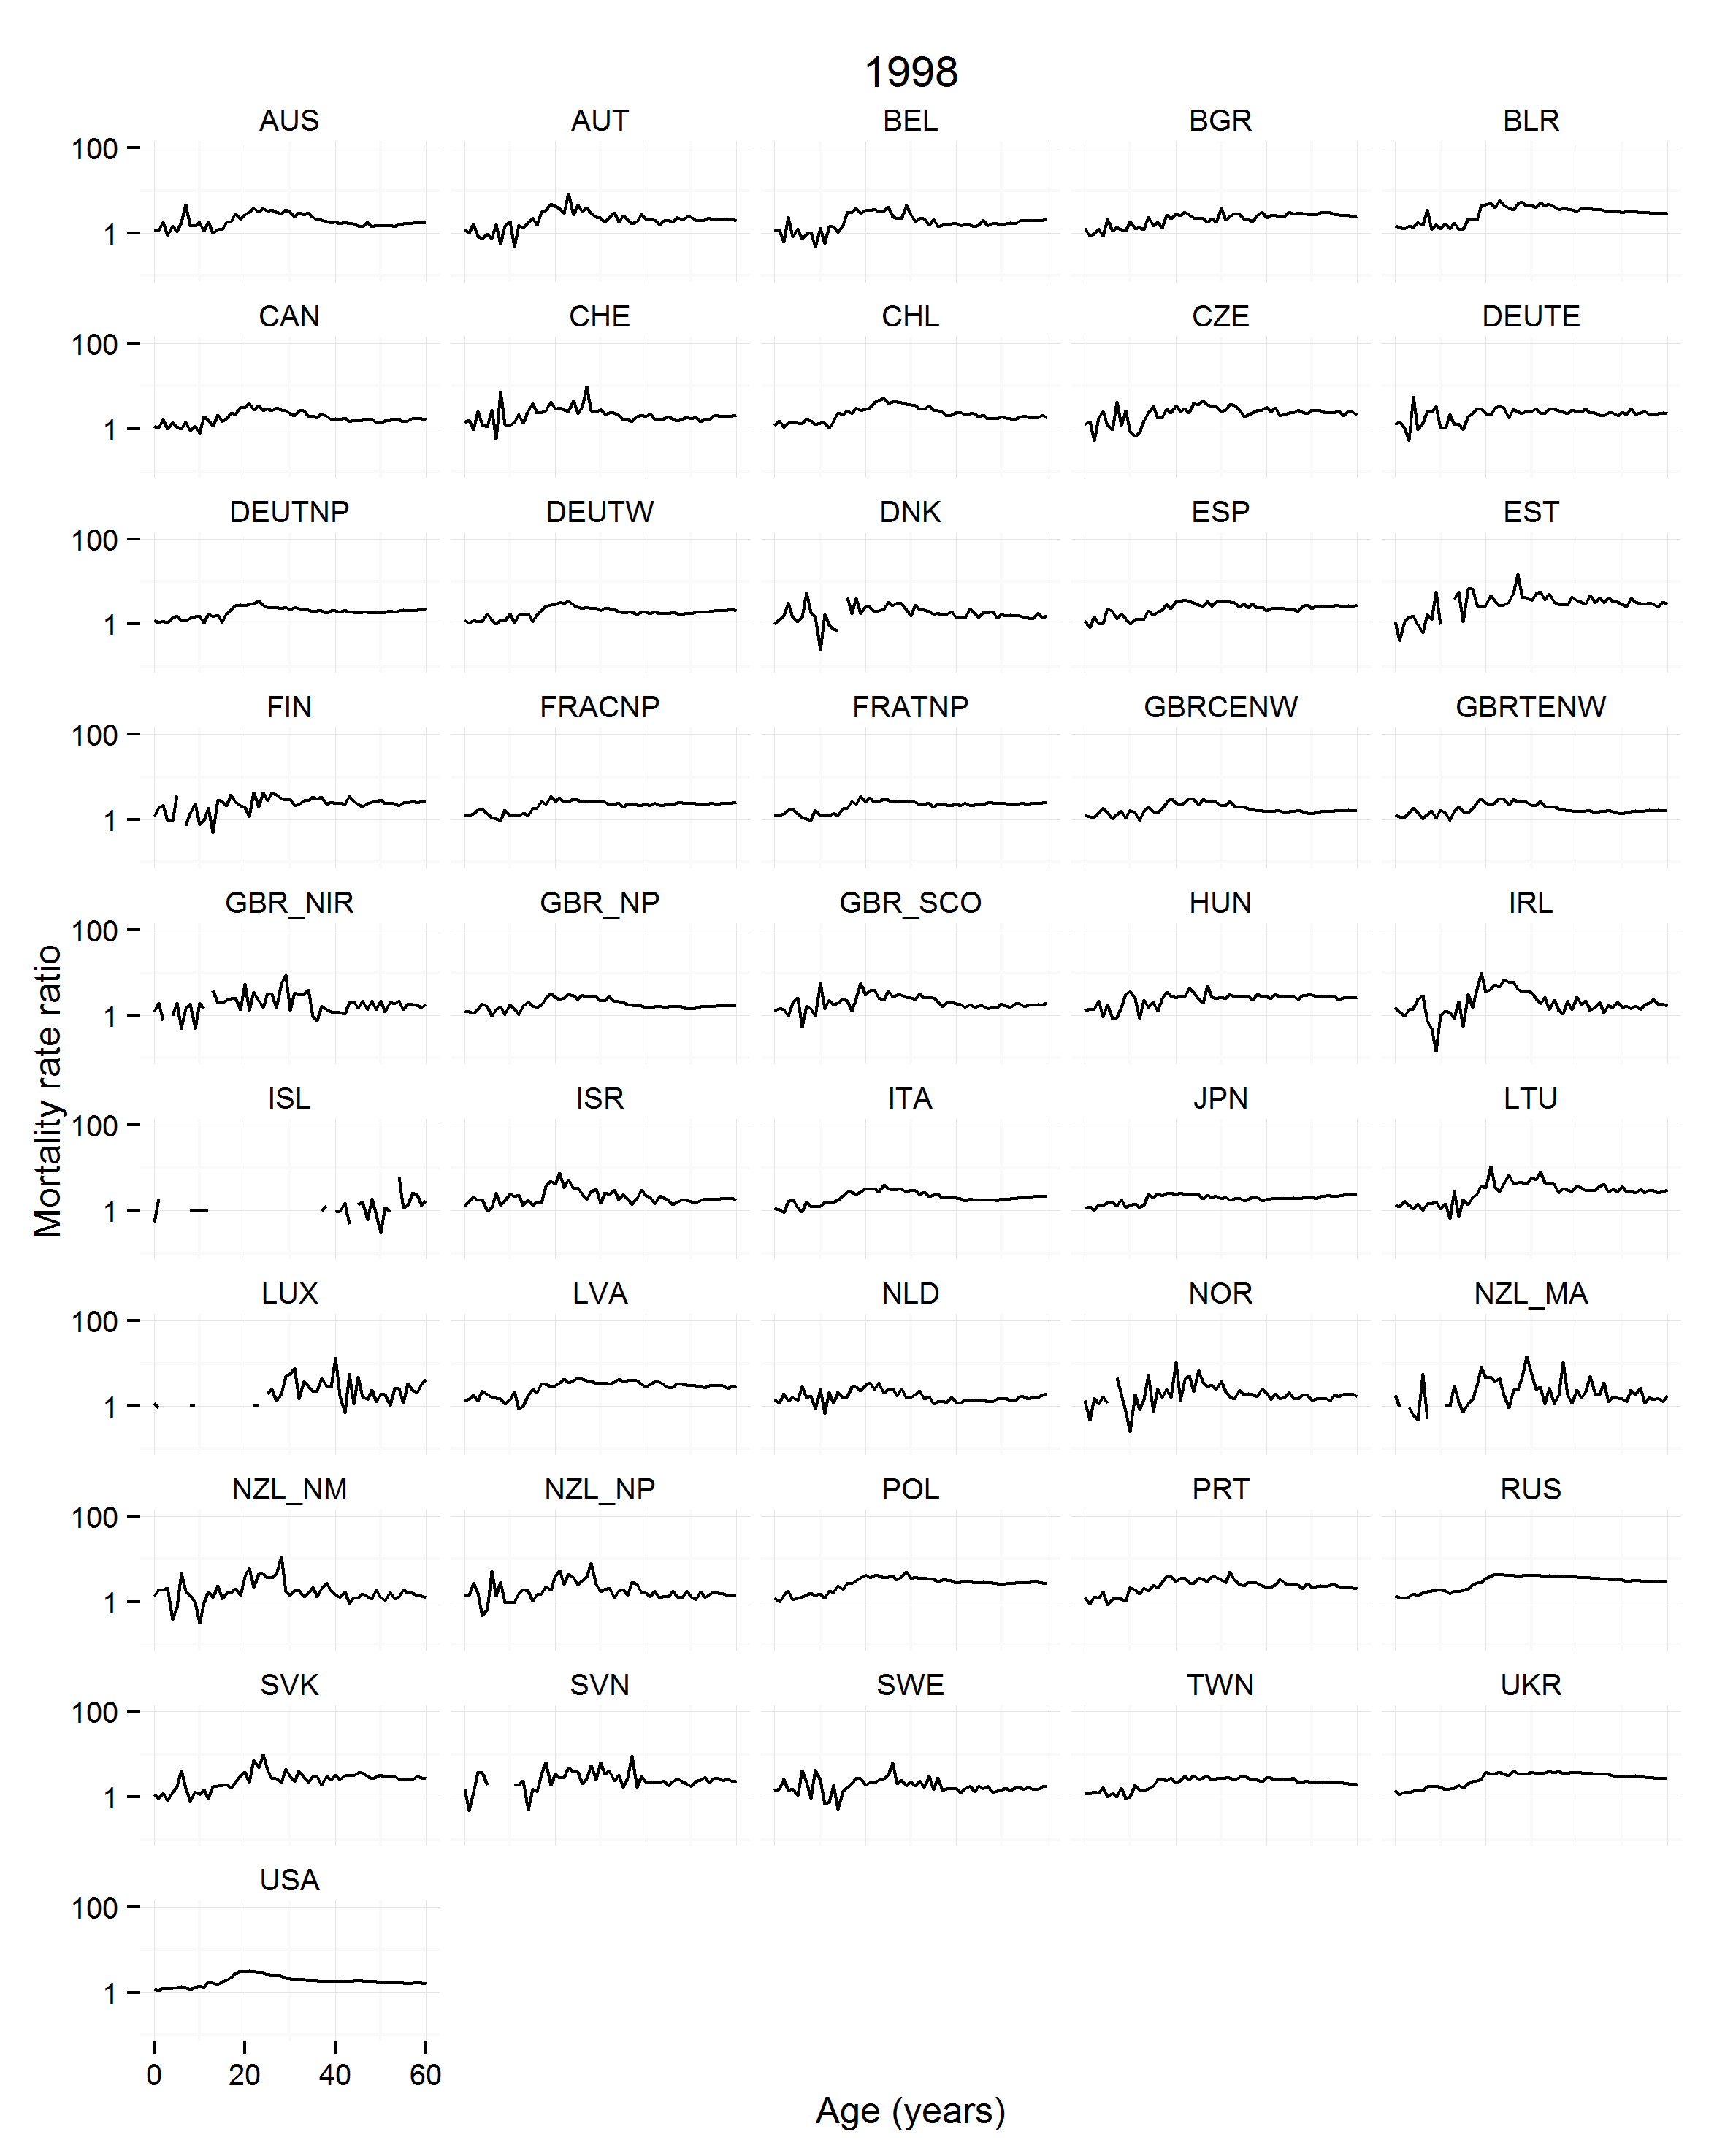 1998
AUS AUT BEL BGR BLR
100
1
CAN CHE CHL CZE DEUTE
100
1
DEUTNP DEUTW DNK ESP EST
100
1
FIN FRACNP FRATNP GBRCENW GBRTENW
100
1
GBR_NIR GBR_NP GBR_SCO HUN IRL
100
1
Mortality rate ratio
ISL ISR ITA JPN LTU
100
1
LUX LVA NLD NOR NZL_MA
100
1
NZL_NM NZL_NP POL PRT RUS
100
1
SVK SVN SWE TWN UKR
100
1
USA
100
1
0 20 40 60
Age (years)